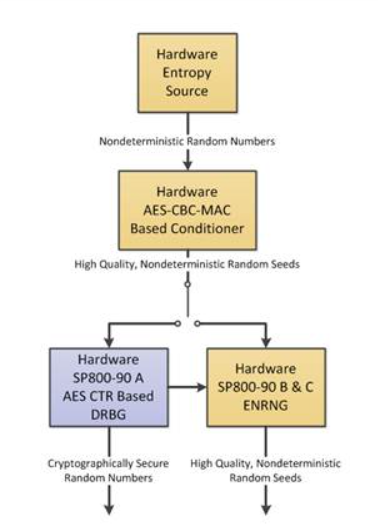 Hardware
Entropy
Source
Nondeterministic Random Numbers
Hardware
AES-CBC-MAC
Based Conditioner
High Quality, Nondeterministic Random Seeds
Hardware
SP800-90 A
AES CTR Based
DRBG
Hardware
SP800-90 B & C
ENRNG
Cryptographically Secure
Random Numbers
High Quality, Nondeterministic
Random Seeds